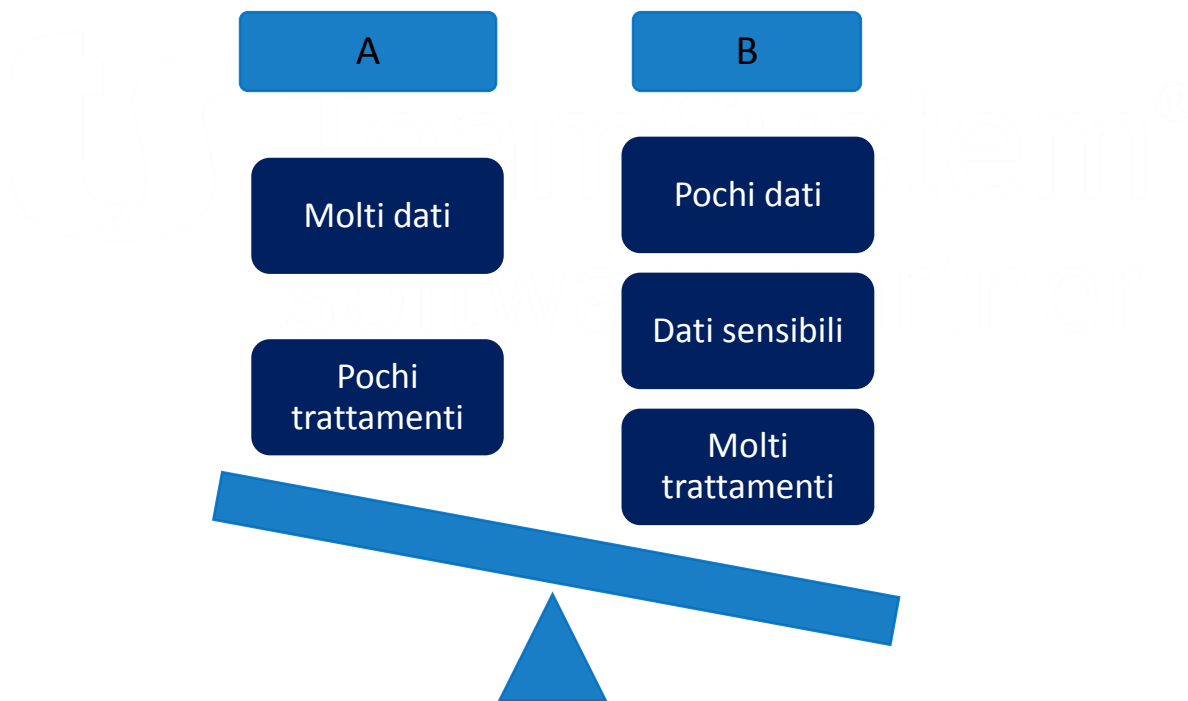 A
B
Molti dati
Pochi
trattamenti
Pochi dati
Dati sensibili
Molti
trattamenti